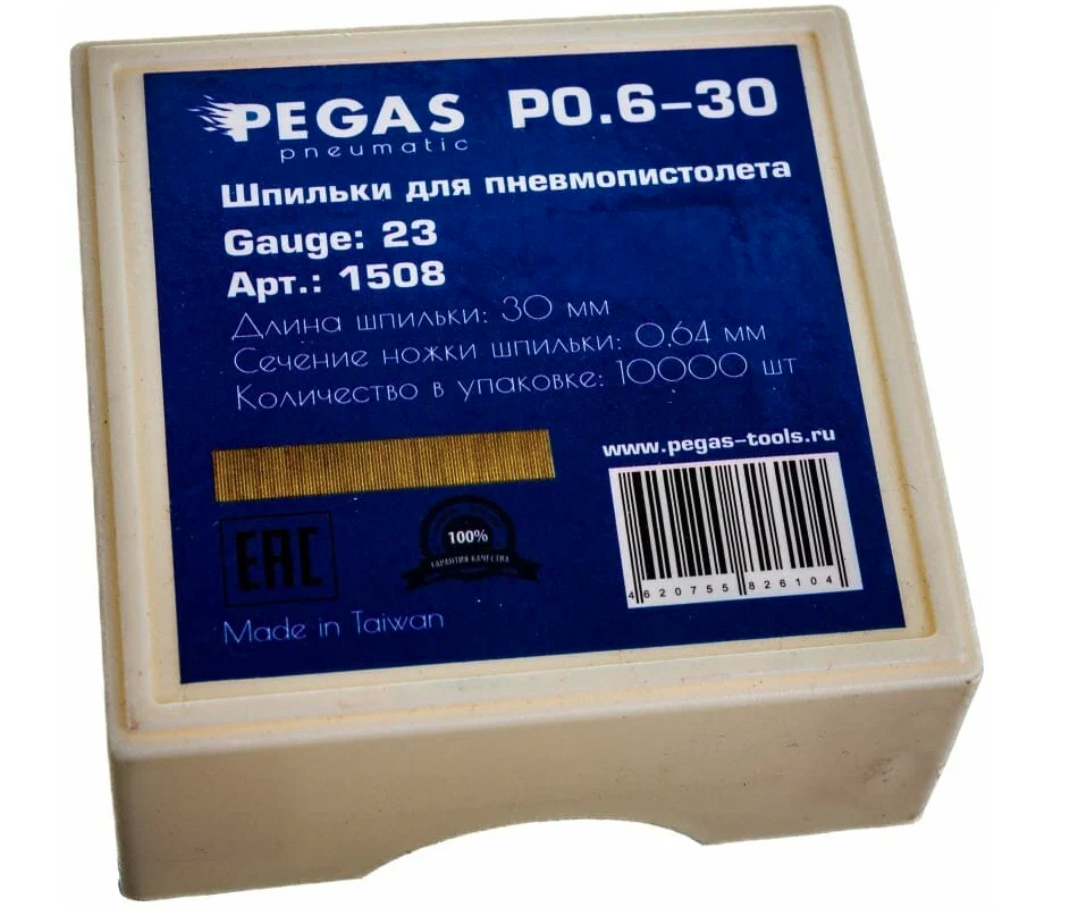 PEGAS P0.6-30
pneumatic
Шпильки для пневмопистолета
Gauge: 23
Арт.: 1508
Длина шпильки: 30 мм
Сечение ножки шпильки: 0.64 мм
Количество в упаковке: 10000 шт
www.pegas-tools.ru
EAC
100%
ГАРАНТИЯ КАЧЕСТВА
4 620755 826104
Made in Taiwan